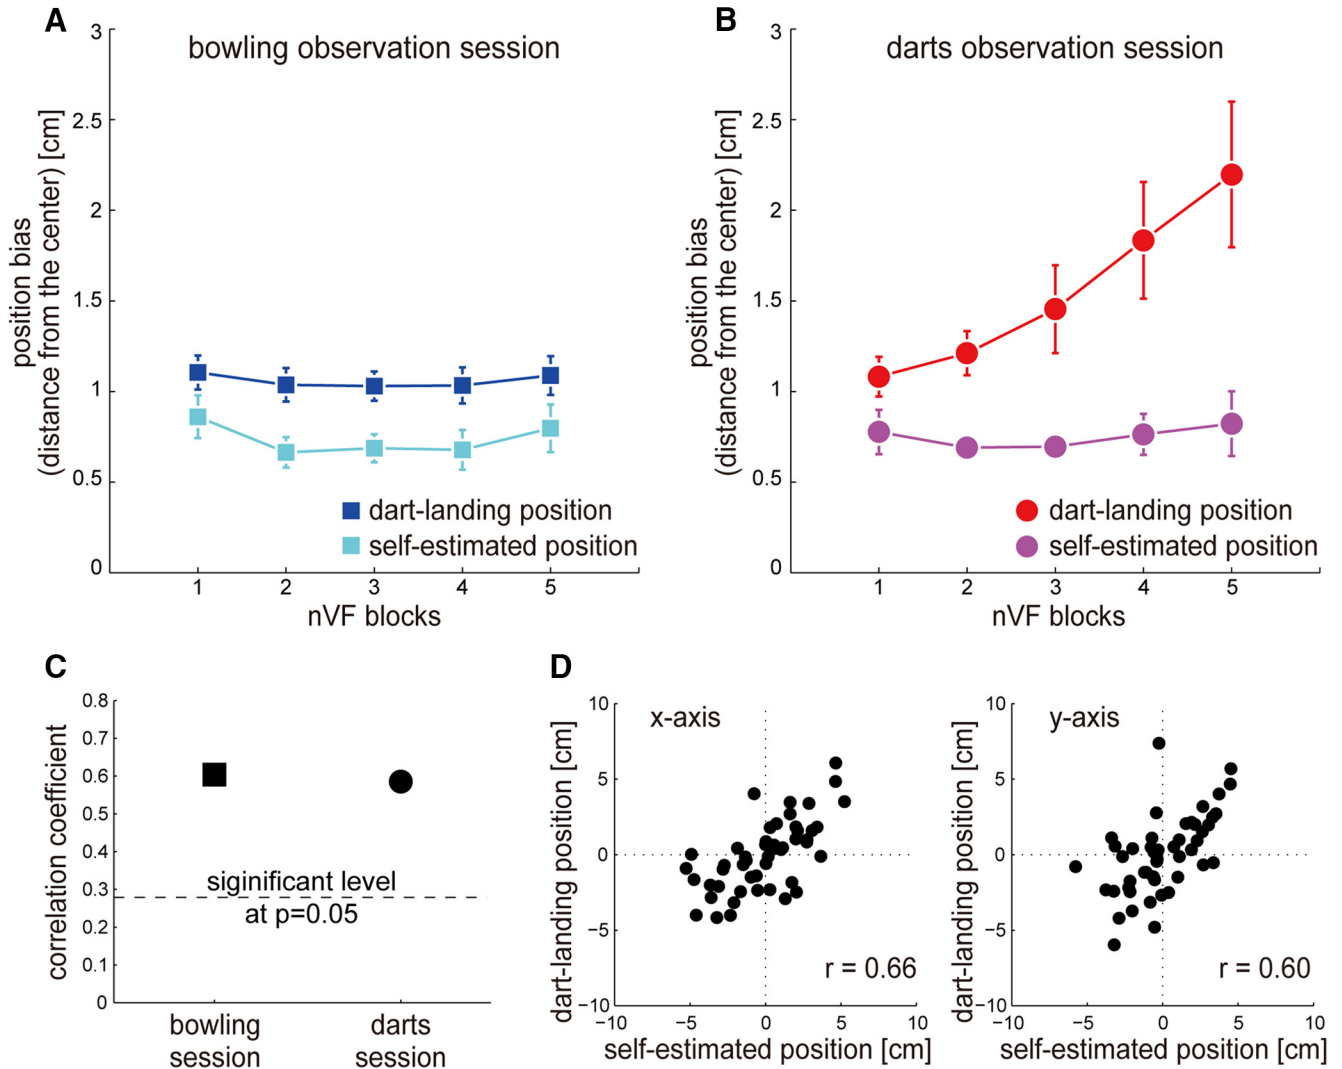 A
bowling observation session
position bias
(distance from the center) [cm]
3
2.5
2
1.5
1
0.5
0
dart-landing position
self-estimated position
1 2 3 4 5
nVF blocks
B
darts observation session
position bias
(distance from the center) [cm]
3
2.5
2
1.5
1
0.5
0
dart-landing position
self-estimated position
1 2 3 4 5
nVF blocks
C
correlation coefficient
0.8
0.7
0.6
0.5
0.4
0.3
0.2
0.1
0
siginificant level
at p=0.05
bowling
session
darts
session
D
x-axis
dart-landing position [cm]
10
5
0
−5
−10
r = 0.66
−10 −5 0 5 10
self-estimated position [cm]
y-axis
dart-landing position [cm]
10
5
0
−5
−10
r = 0.60
−10 −5 0 5 10
self-estimated position [cm]